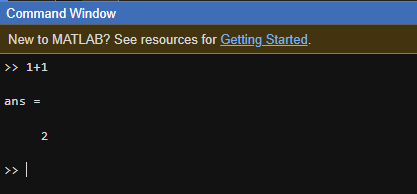 Command Window
New to MATLAB? See resources for Getting Started.
>> 1+1
ans =
2
>>